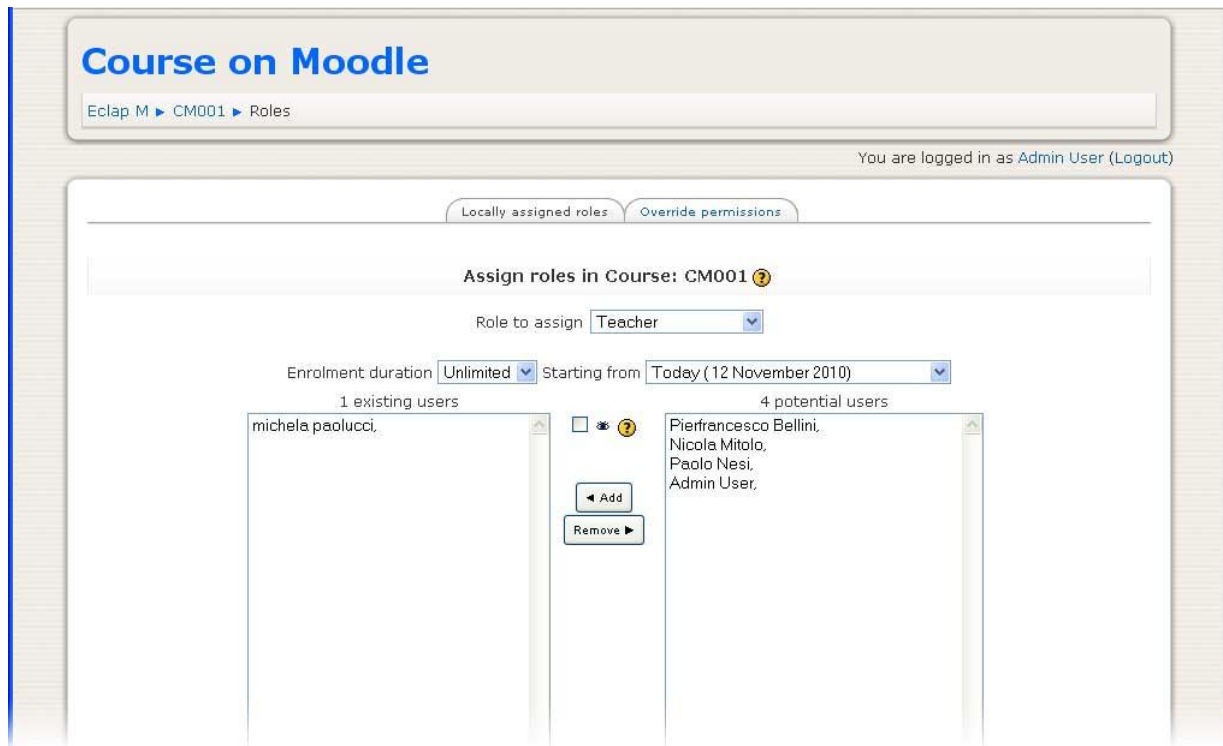 Course on Moodle
Eclap M ► CM001 ► Roles
You are logged in as Admin User (Logout)
Locally assigned roles Override permissions
Assign roles in Course: CM001
Role to assign Teacher
Enrolment duration Unlimited Starting from Today (12 November 2010)
1 existing users
4 potential users
michela paolucci,
Pierfrancesco Bellini,
Nicola Mitolo,
Paolo Nesi,
Admin User,
◄ Add
Remove ►